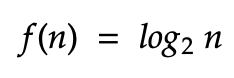 f(n) = log₂ n